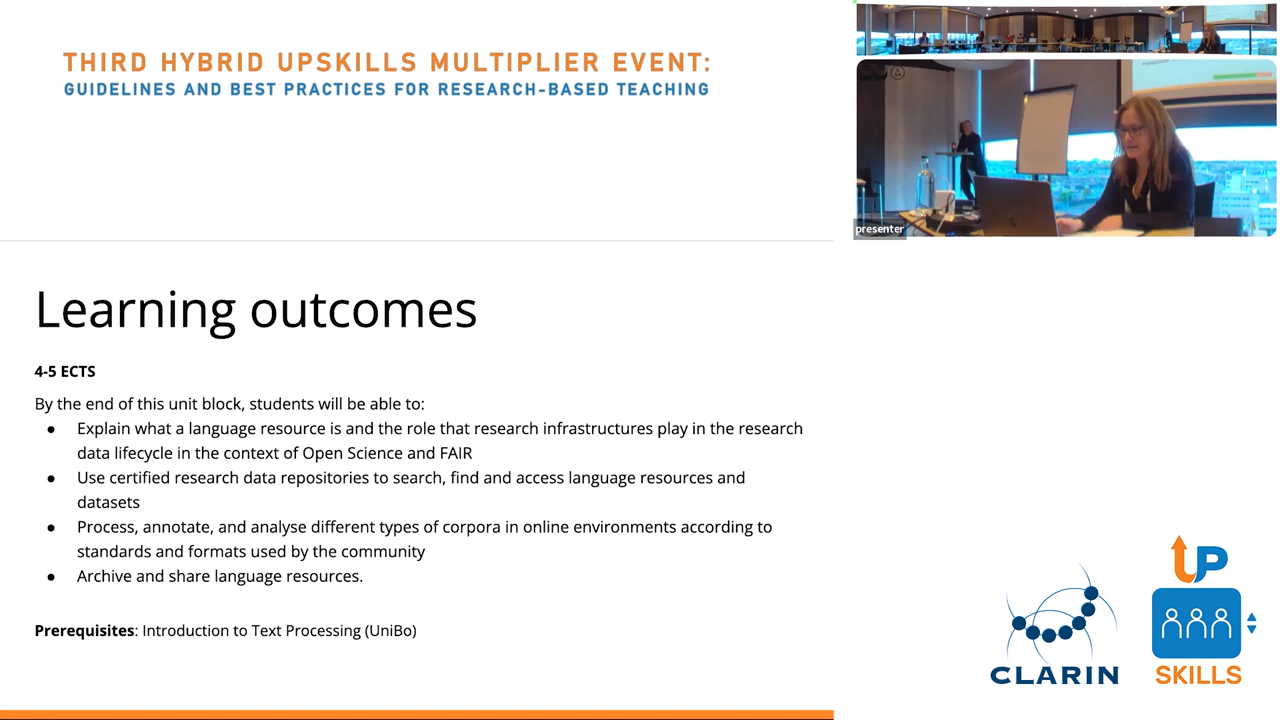 THIRD HYBRID UPSKILLS MULTIPLIER EVENT:
GUIDELINES AND BEST PRACTICES FOR RESEARCH-BASED TEACHING
presenter
Learning outcomes
4-5 ECTS
By the end of this unit block, students will be able to:
● Explain what a language resource is and the role that research infrastructures play in the research
data lifecycle in the context of Open Science and FAIR
● Use certified research data repositories to search, find and access language resources and
datasets
● Process, annotate, and analyse different types of corpora in online environments according to
standards and formats used by the community
● Archive and share language resources.
Prerequisites: Introduction to Text Processing (UniBo)
CLARIN
UP
SKILLS